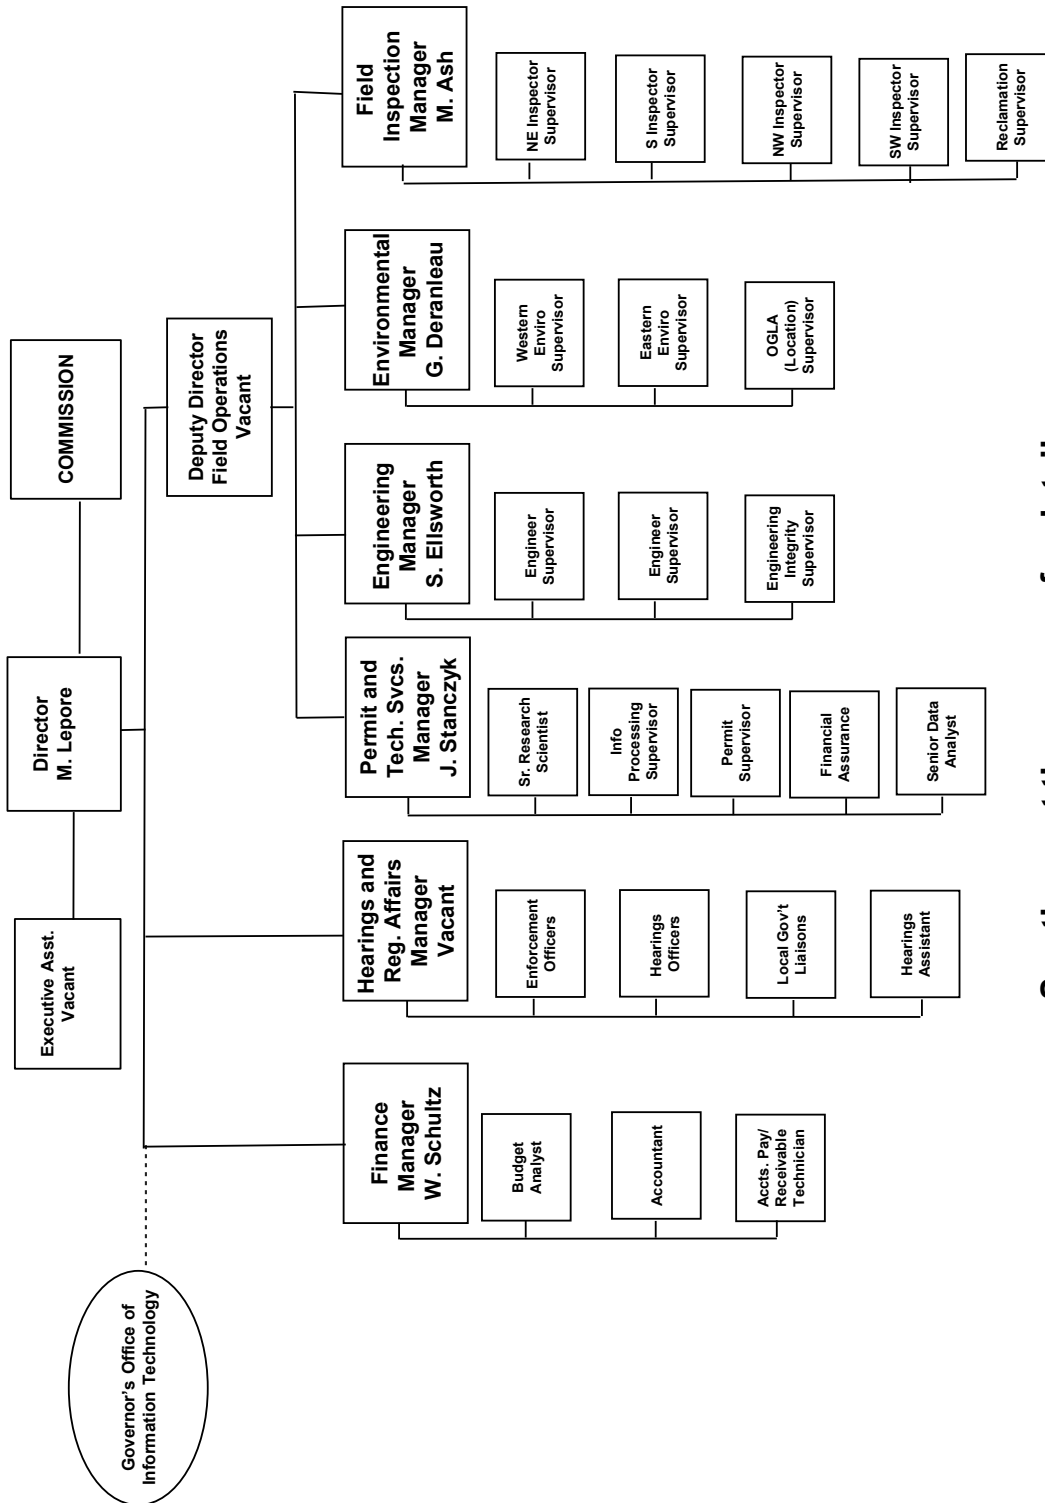 Executive Asst.
Vacant
Director
M. Lepore
COMMISSION
Governor's Office of
Information Technology
Deputy Director
Field Operations
Vacant
Finance
Manager
W. Schultz
Budget
Analyst
Accountant
Accts. Pay/
Receivable
Technician
Hearings and
Reg. Affairs
Manager
Vacant
Enforcement
Officers
Hearings
Officers
Local Gov't
Liaisons
Hearings
Assistant
Permit and
Tech. Svcs.
Manager
J. Stanczyk
Sr. Research
Scientist
Info
Processing
Supervisor
Permit
Supervisor
Financial
Assurance
Senior Data
Analyst
Engineering
Manager
S. Ellsworth
Engineer
Supervisor
Engineer
Supervisor
Engineering
Integrity
Supervisor
Environmental
Manager
G. Deranleau
Western
Enviro
Supervisor
Eastern
Enviro
Supervisor
OGLA
(Location)
Supervisor
Field
Inspection
Manager
M. Ash
NE Inspector
Supervisor
S Inspector
Supervisor
NW Inspector
Supervisor
SW Inspector
Supervisor
Reclamation
Supervisor